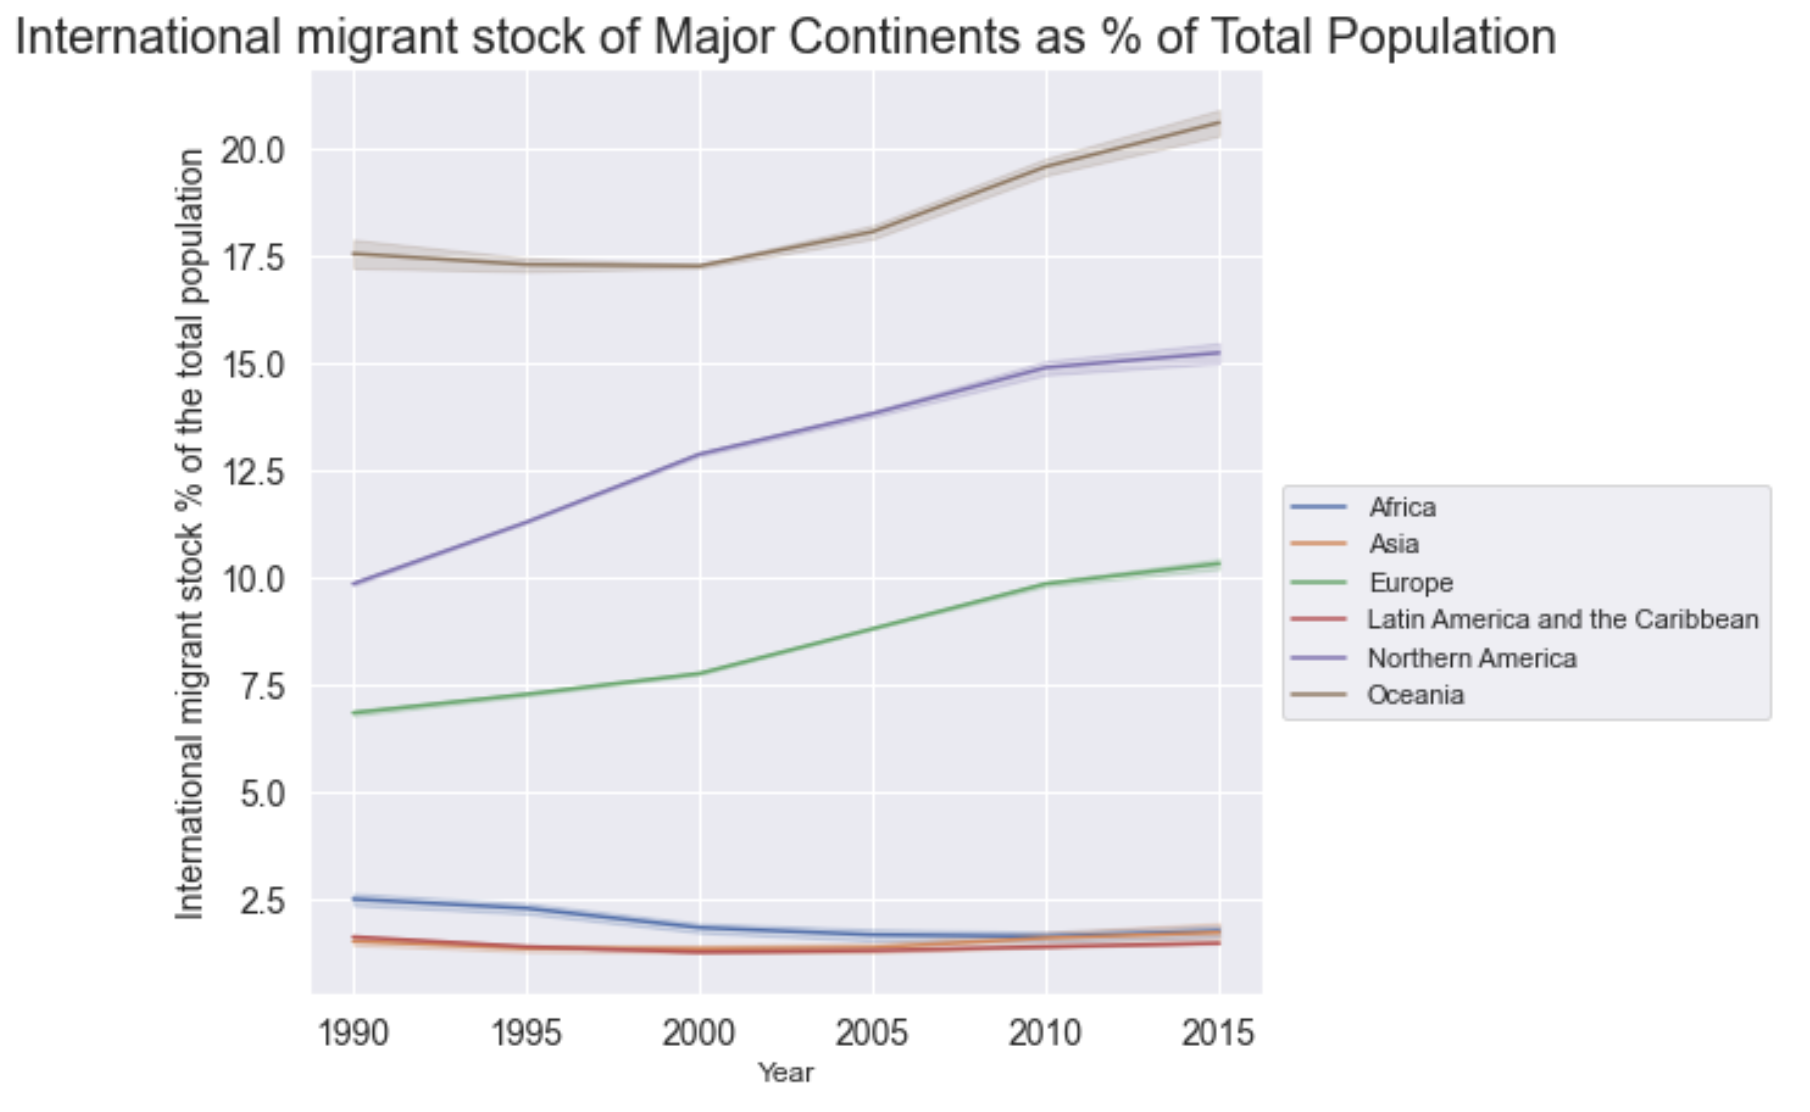 International migrant stock of Major Continents as % of Total Population
International migrant stock % of the total population
20.0
17.5
15.0
12.5
10.0
7.5
5.0
2.5
1990 1995 2000 2005 2010 2015
Year
Africa
Asia
Europe
Latin America and the Caribbean
Northern America
Oceania